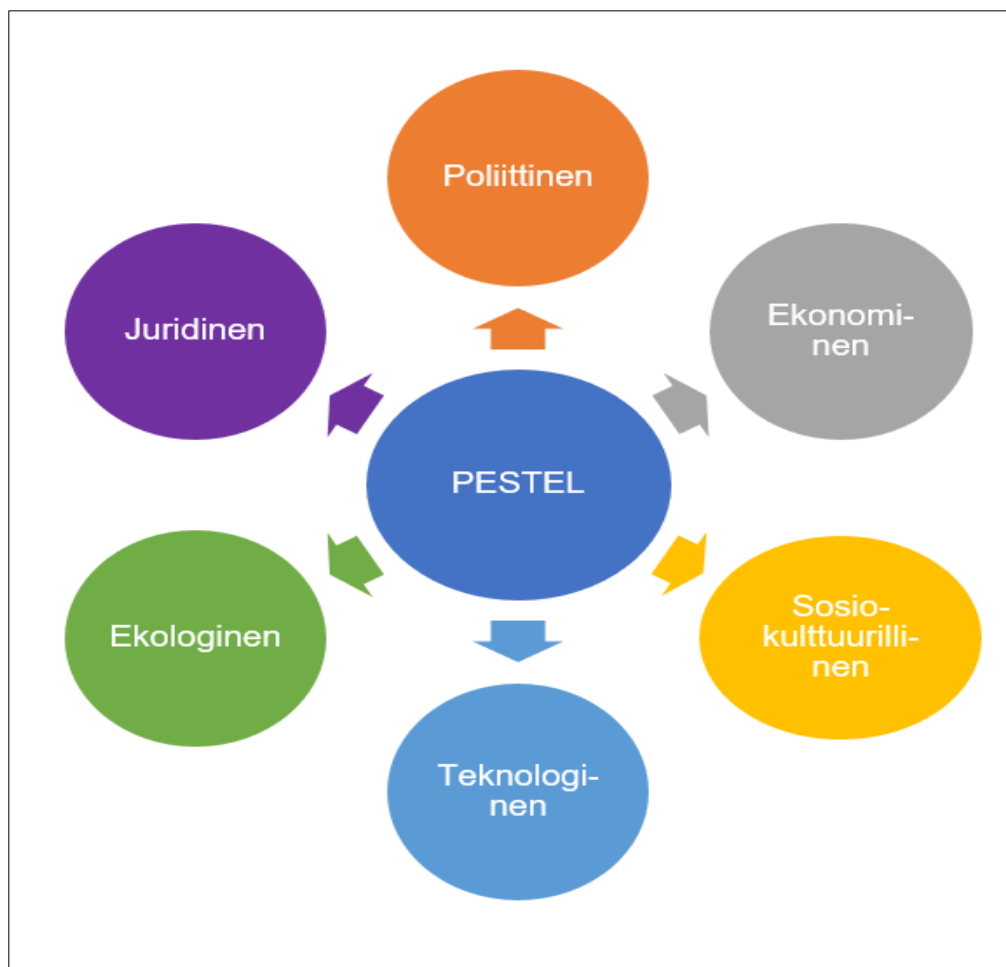 Poliittinen
Ekonomi-
nen
Sosio-
kulttuurilli-
nen
Teknologi-
nen
Ekologinen
Juridinen
PESTEL